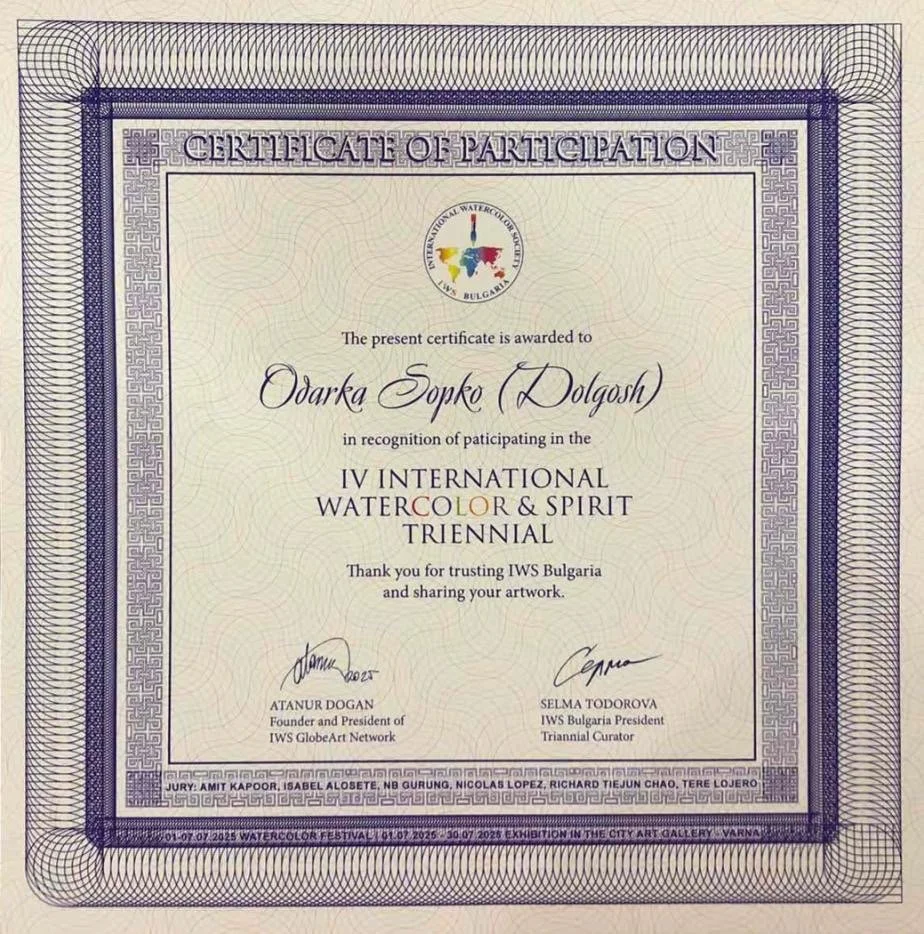 CERTIFICATE OF PARTICIPATION
INTERNATIONAL WATERCOLOR SOCIETY
IWS BULGARIA
The present certificate is awarded to
Odarka Sopko (Dolgosh)
in recognition of paticipating in the
IV INTERNATIONAL
WATERCOLOR & SPIRIT
TRIENNIAL
Thank you for trusting IWS Bulgaria
and sharing your artwork.
2025
ATANUR DOGAN
Founder and President of
IWS GlobeArt Network
SELMA TODOROVA
IWS Bulgaria President
Triannial Curator
JURY: AMIT KAPOOR, ISABEL ALOSETE, NB GURUNG, NICOLAS LOPEZ, RICHARD TIEJUN CHAO, TERE LOJERO
01-07.07.2025 WATERCOLOR FESTIVAL | 01.07.2025 - 30.07.2025 EXHIBITION IN THE CITY ART GALLERY - VARNA